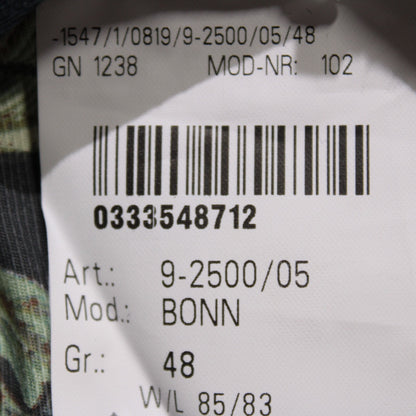 -1547/1/0819/9-2500/05/48
GN 1238 MOD-NR: 102
0333548712
Art.: 9-2500/05
Mod.: BONN
Gr.: 48
W/L 85/83